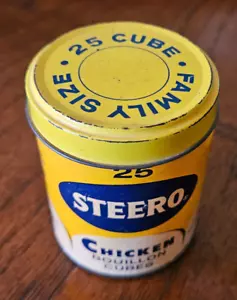 • 25 CUBE •
FAMILY SIZE
25
STEERO
CHICKEN
BOUILLON
CUBES